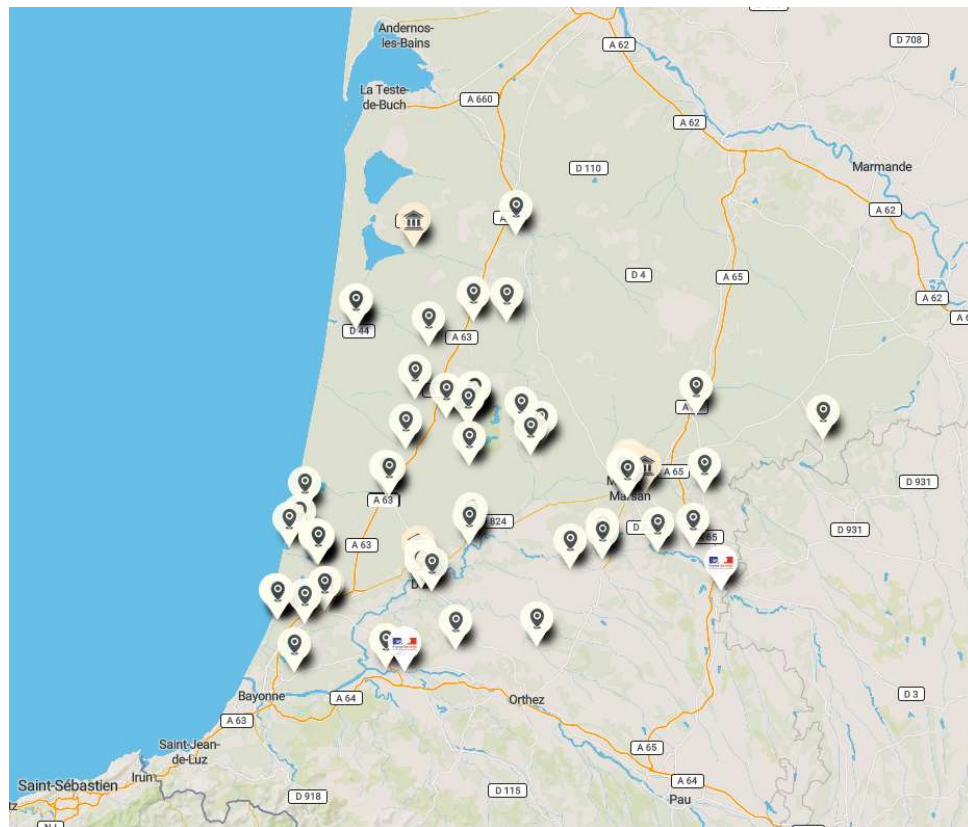 Andernos-
les-Bains
A 62
D 708
La Teste-
de-Buch
A 660
A 62
D 110
Marmande
A 62
D 4
A 65
A 62
D 44
A 63
A 65
D 931
A 63
Marsan
824
D 931
A 63
65
Bayonne
A 64
Orthez
D 3
A 63
Saint-Jean-
de-Luz
A 65
Irun
Saint-Sébastien
A 64
D 918
D 115
Pau